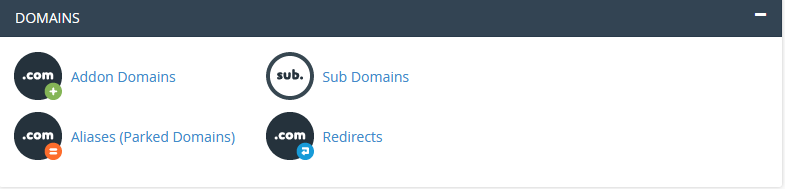 DOMAINS
.com Addon Domains
sub. Sub Domains
.com Aliases (Parked Domains)
.com Redirects